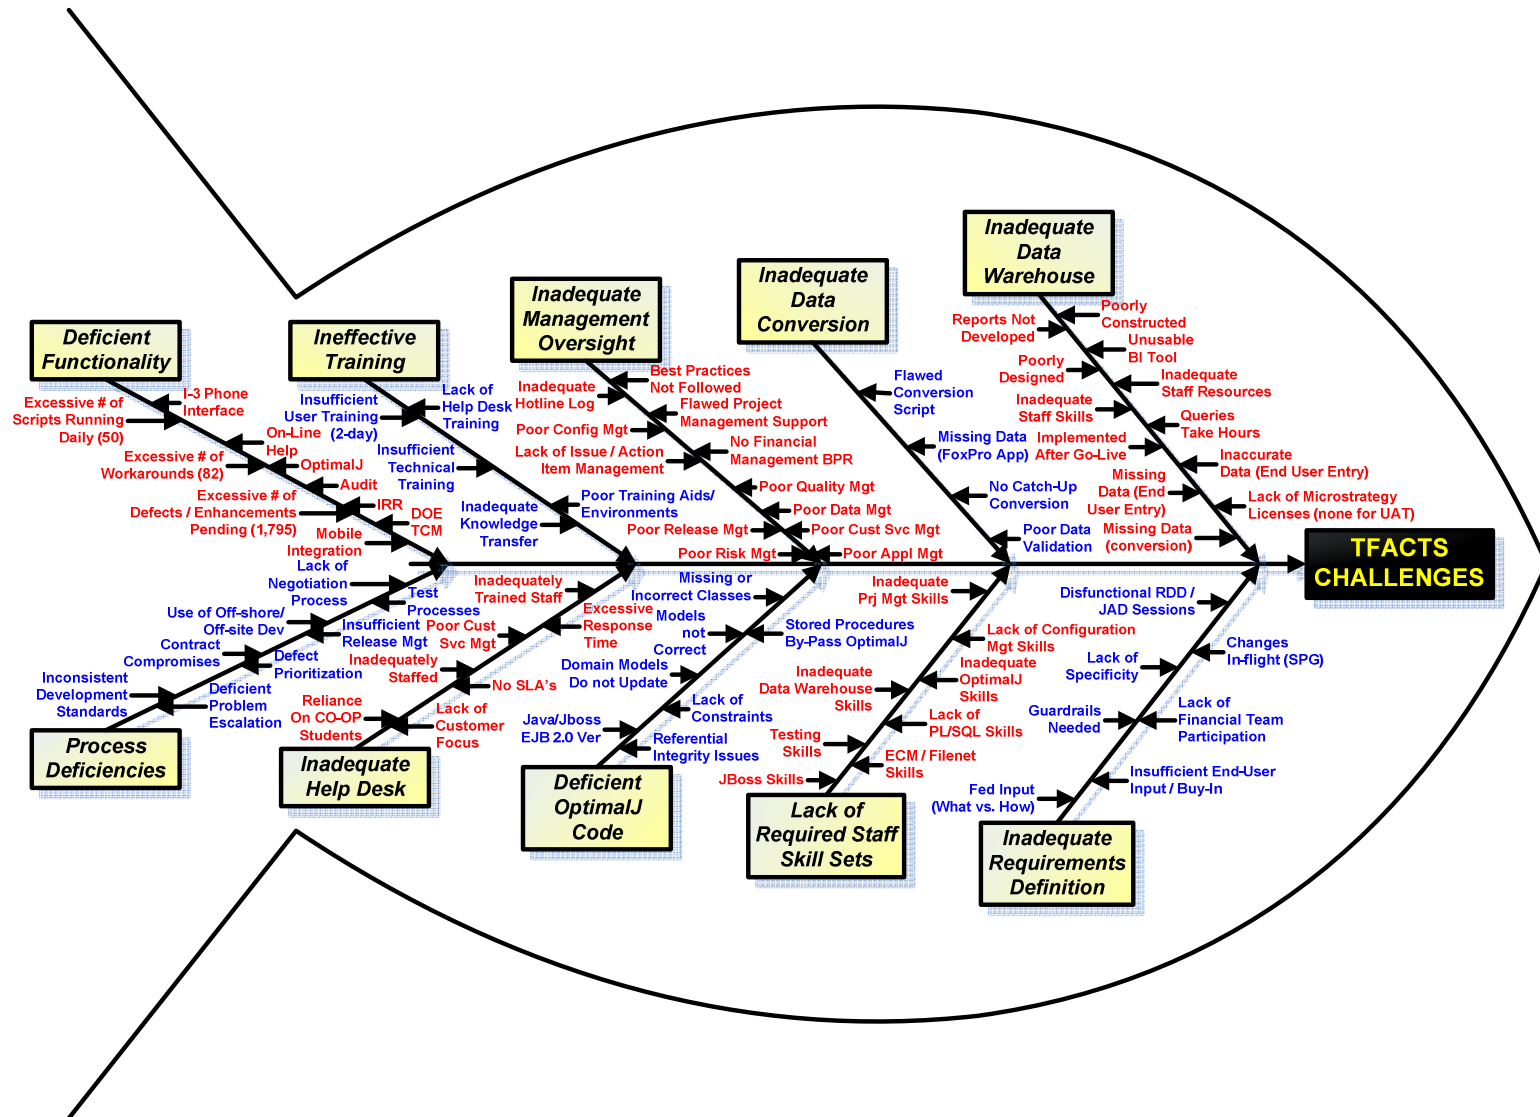 Inadequate
Data
Warehouse
Inadequate
Data
Conversion
Inadequate
Management
Oversight
Deficient
Functionality
Ineffective
Training
I-3 Phone
Interface
Excessive # of
Scripts Running
Daily (50)
On-Line
Help
Excessive # of
Workarounds (82)
OptimalJ
Audit
Excessive # of
Defects / Enhancements
Pending (1,795)
IRR
DOE
TCM
Mobile
Integration
Lack of
Help Desk
Training
Insufficient
User Training
(2-day)
Insufficient
Technical
Training
Poor Training Aids/
Environments
Inadequate
Knowledge
Transfer
Best Practices
Not Followed
Inadequate
Hotline Log
Flawed Project
Management Support
Poor Config Mgt
No Financial
Management BPR
Lack of Issue / Action
Item Management
Poor Quality Mgt
Poor Data Mgt
Poor Release Mgt
Poor Cust Svc Mgt
Poor Risk Mgt
Poor Appl Mgt
Flawed
Conversion
Script
Missing Data
(FoxPro App)
No Catch-Up
Conversion
Poor Data
Validation
Poorly
Constructed
Reports Not
Developed
Unusable
BI Tool
Poorly
Designed
Inadequate
Staff Resources
Inadequate
Staff Skills
Queries
Take Hours
Implemented
After Go-Live
Inaccurate
Data (End User Entry)
Missing
Data (End
User Entry)
Lack of Microstrategy
Licenses (none for UAT)
Missing Data
(conversion)
TFACTS
CHALLENGES
Lack of
Negotiation
Process
Test
Processes
Use of Off-shore/
Off-site Dev
Insufficient
Release Mgt
Contract
Compromises
Defect
Prioritization
Inconsistent
Development
Standards
Deficient
Problem
Escalation
Process
Deficiencies
Inadequately
Trained Staff
Excessive
Response
Time
Poor Cust
Svc Mgt
Inadequately
Staffed
No SLA's
Reliance
On CO-OP
Students
Lack of
Customer
Focus
Inadequate
Help Desk
Missing or
Incorrect Classes
Models
not
Correct
Stored Procedures
By-Pass OptimalJ
Domain Models
Do not Update
Lack of
Constraints
Java/Jboss
EJB 2.0 Ver
Referential
Integrity Issues
Deficient
OptimalJ
Code
Inadequate
Prj Mgt Skills
Lack of Configuration
Mgt Skills
Inadequate
OptimalJ
Skills
Inadequate
Data Warehouse
Skills
Lack of
PL/SQL Skills
Testing
Skills
ECM / Filenet
Skills
JBoss Skills
Lack of
Required Staff
Skill Sets
Disfunctional RDD /
JAD Sessions
Changes
In-flight (SPG)
Lack of
Specificity
Lack of
Financial Team
Participation
Guardrails
Needed
Insufficient End-User
Input / Buy-In
Fed Input
(What vs. How)
Inadequate
Requirements
Definition